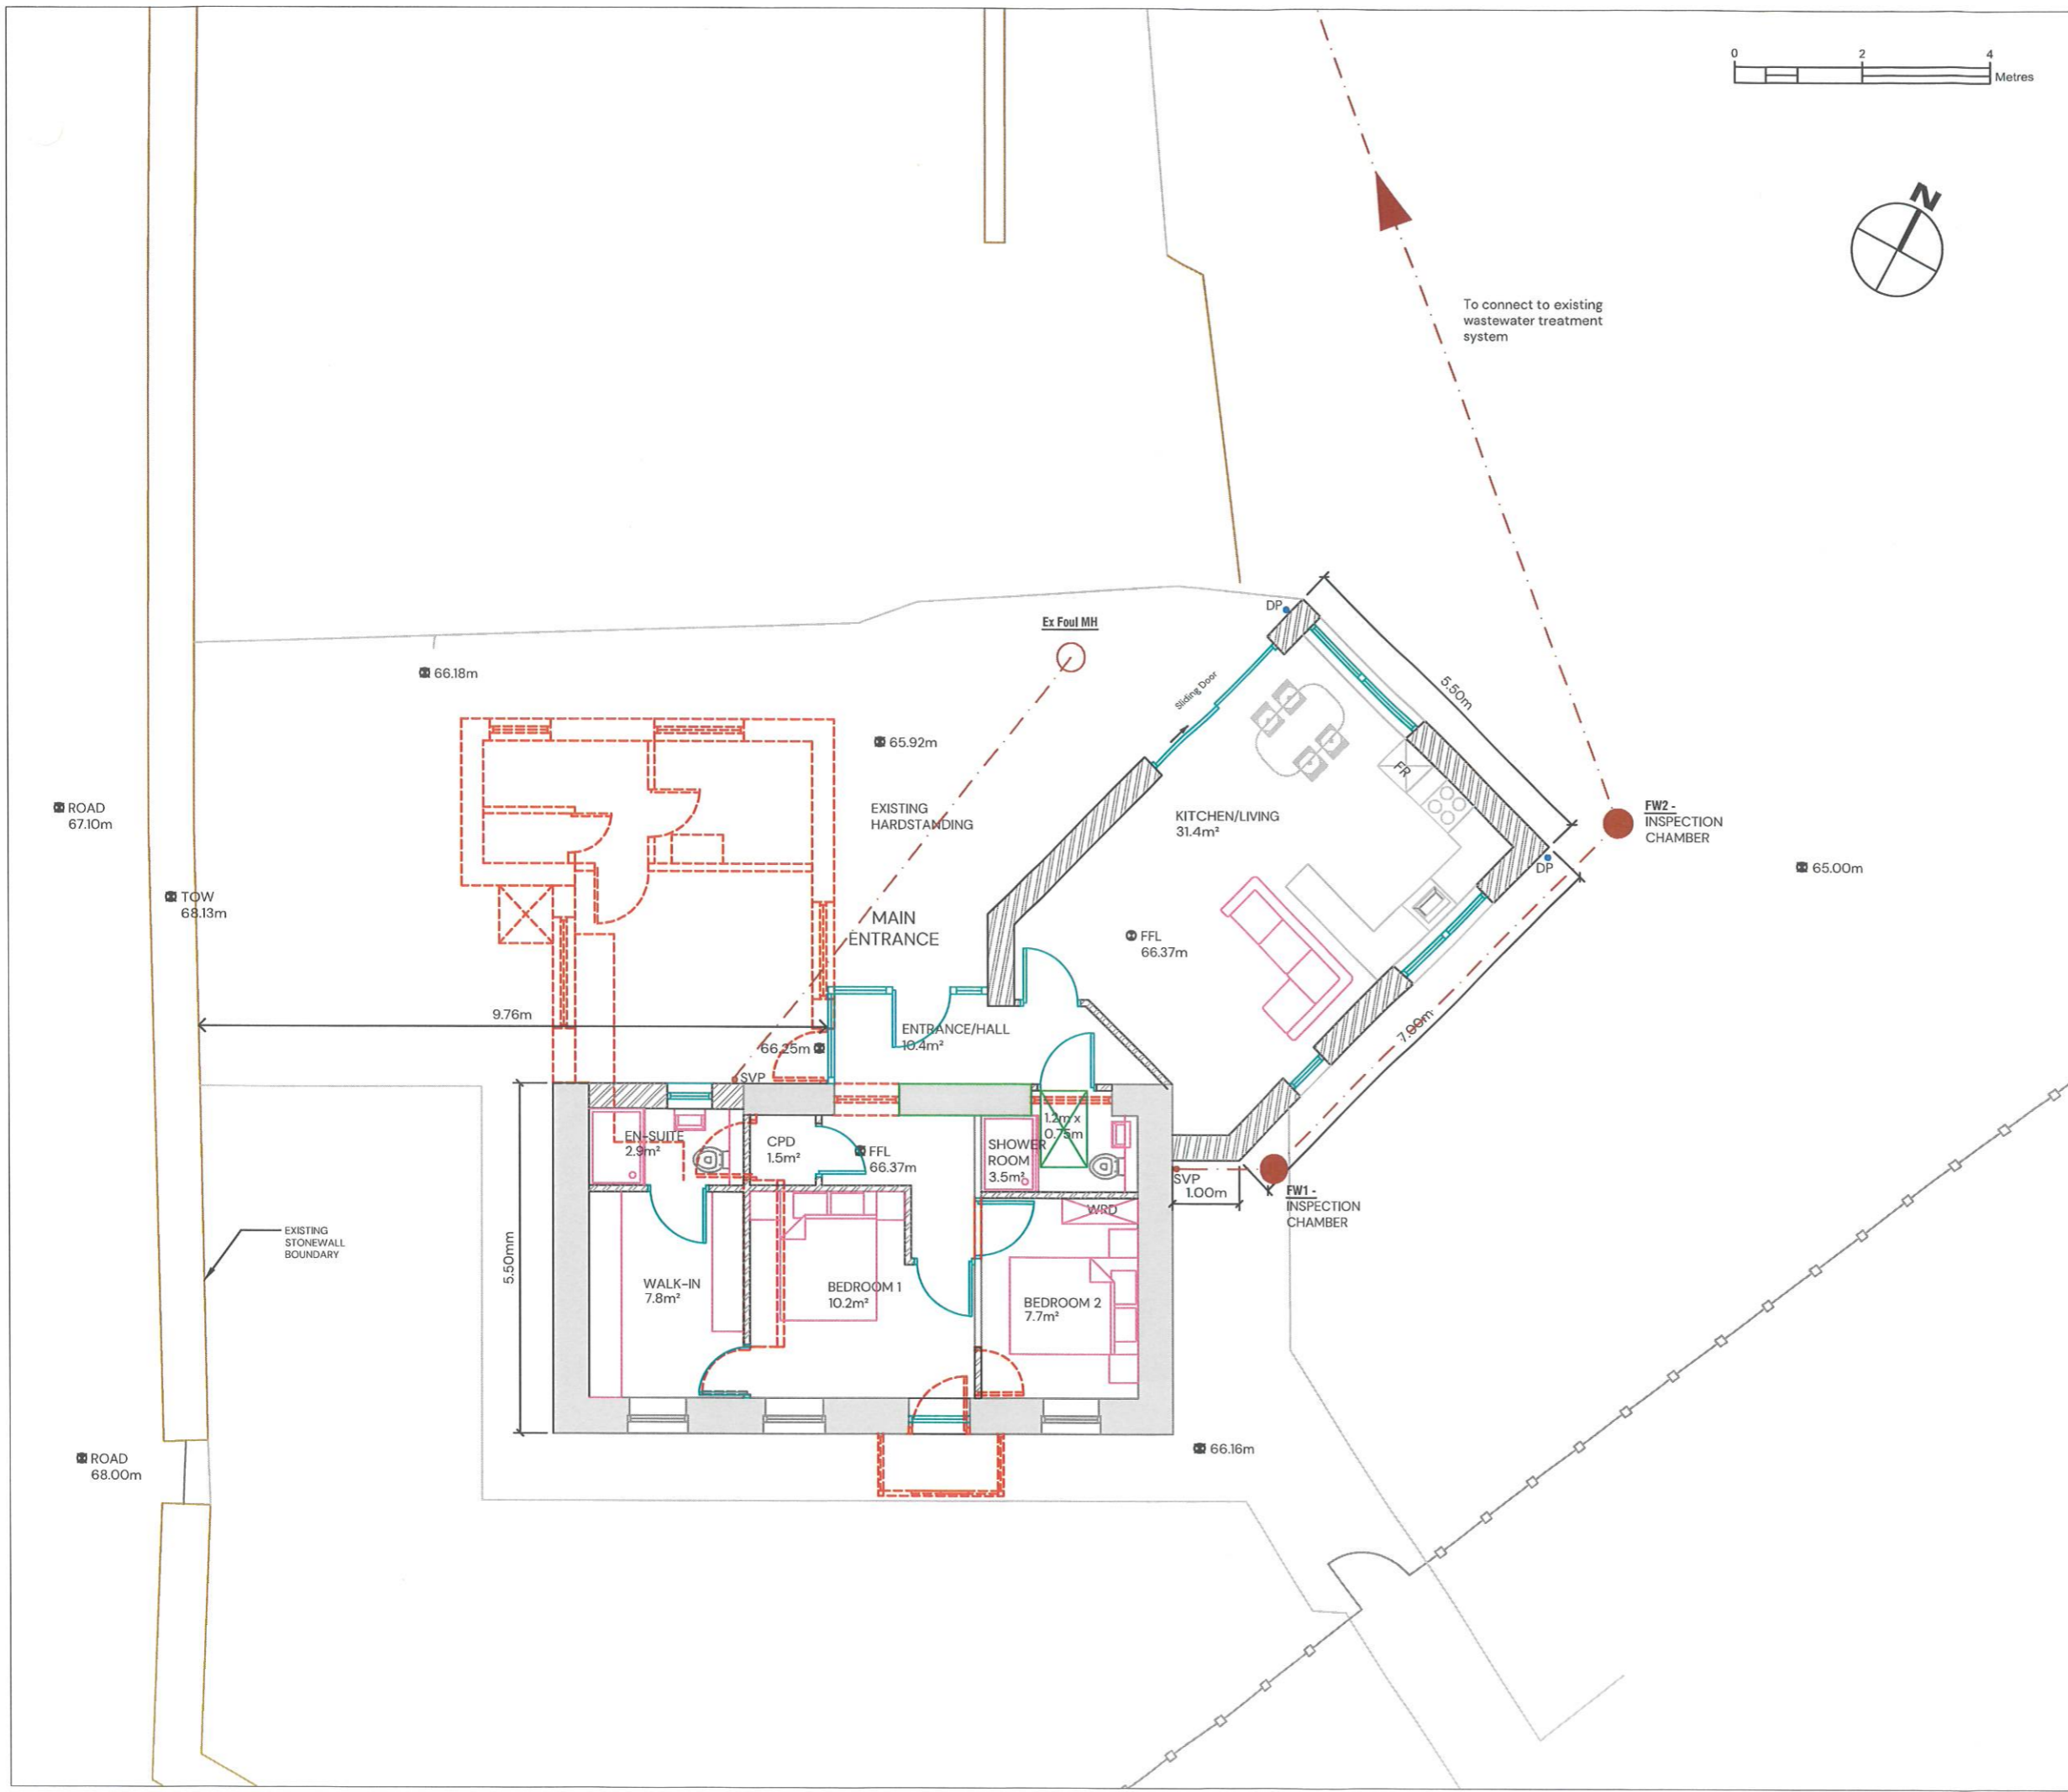 0 2 4
Metres
N
To connect to existing
wastewater treatment
system
DP
Ex Foul MH
5.50m
Sliding Door
66.18m
65.92m
FR
ROAD
67.10m
EXISTING
HARDSTANDING
KITCHEN/LIVING
31.4m²
FW2 -
INSPECTION
CHAMBER
DP
65.00m
TOW
68.13m
MAIN
ENTRANCE
FFL
66.37m
9.76m
ENTRANCE/HALL
10.4m²
7.00m
66.25m
SVP
EN-SUITE
2.9m²
CPD
1.5m²
FFL
66.37m
1.2m x
0.75m
SHOWER
ROOM
3.5m²
SVP
1.00m
FW1 -
INSPECTION
CHAMBER
WRD
EXISTING
STONEWALL
BOUNDARY
5.50mm
WALK-IN
7.8m²
BEDROOM 1
10.2m²
BEDROOM 2
7.7m²
ROAD
68.00m
66.16m